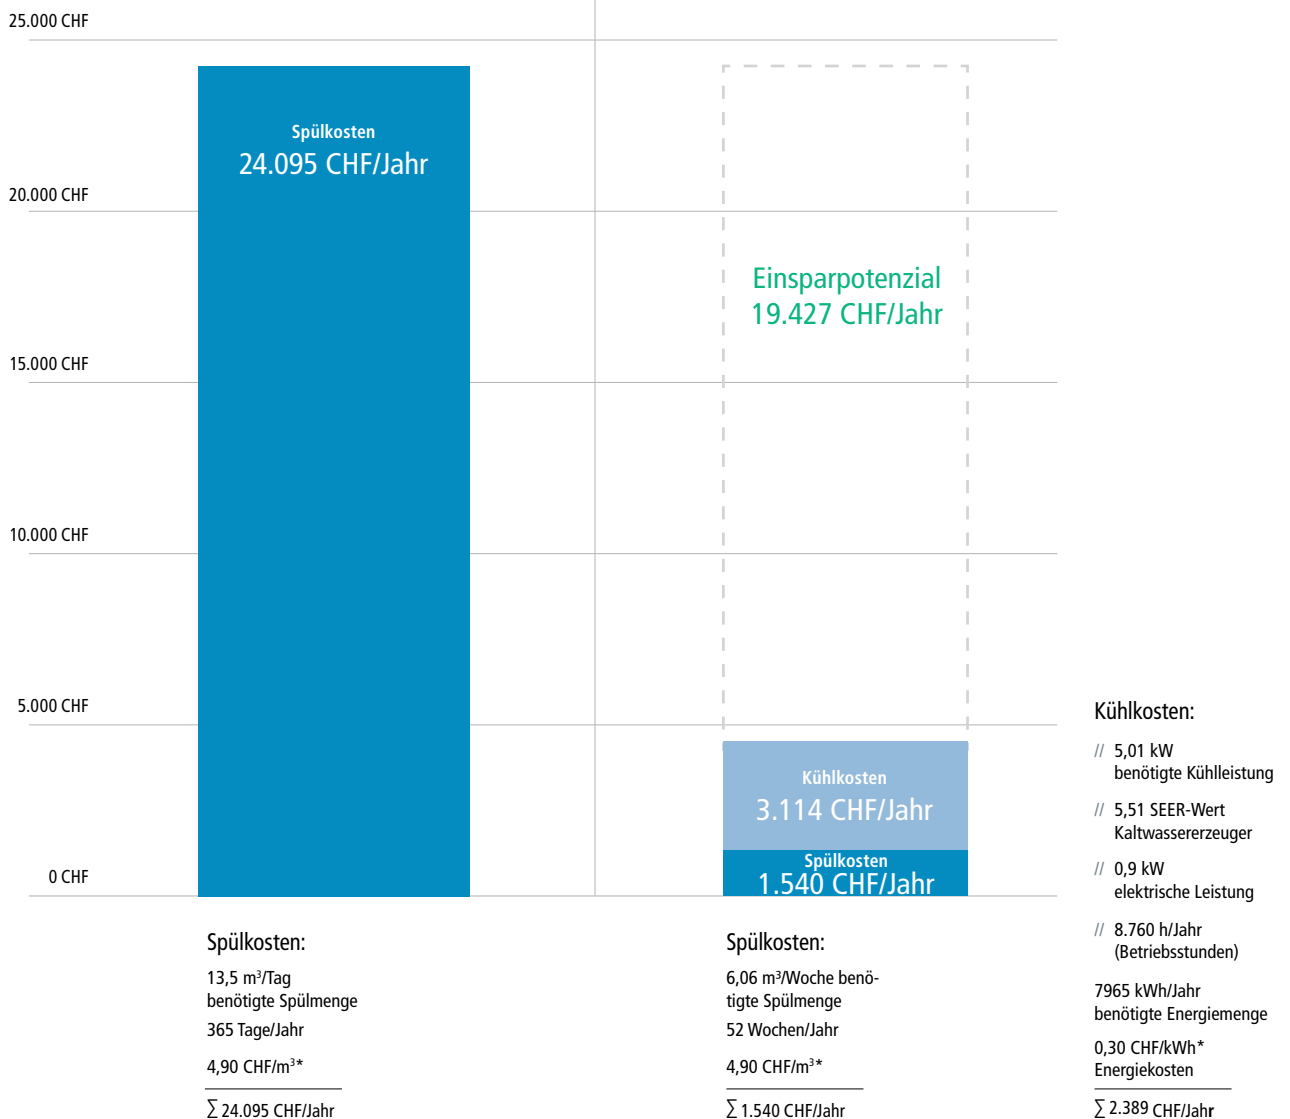 25.000 CHF
20.000 CHF
15.000 CHF
10.000 CHF
5.000 CHF
0 CHF
Spülkosten
24.095 CHF/Jahr
Einsparpotenzial
19.427 CHF/Jahr
Kühlkosten
3.114 CHF/Jahr
Spülkosten
1.540 CHF/Jahr
Spülkosten:
13,5 m³/Tag
benötigte Spülmenge
365 Tage/Jahr
4,90 CHF/m³*
∑ 24.095 CHF/Jahr
Spülkosten:
6,06 m³/Woche benö-
tigte Spülmenge
52 Wochen/Jahr
4,90 CHF/m³*
∑ 1.540 CHF/Jahr
Kühlkosten:
// 5,01 kW
benötigte Kühlleistung
// 5,51 SEER-Wert
Kaltwassererzeuger
// 0,9 kW
elektrische Leistung
// 8.760 h/Jahr
(Betriebsstunden)
7965 kWh/Jahr
benötigte Energiemenge
0,30 CHF/kWh*
Energiekosten
∑ 2.389 CHF/Jahr